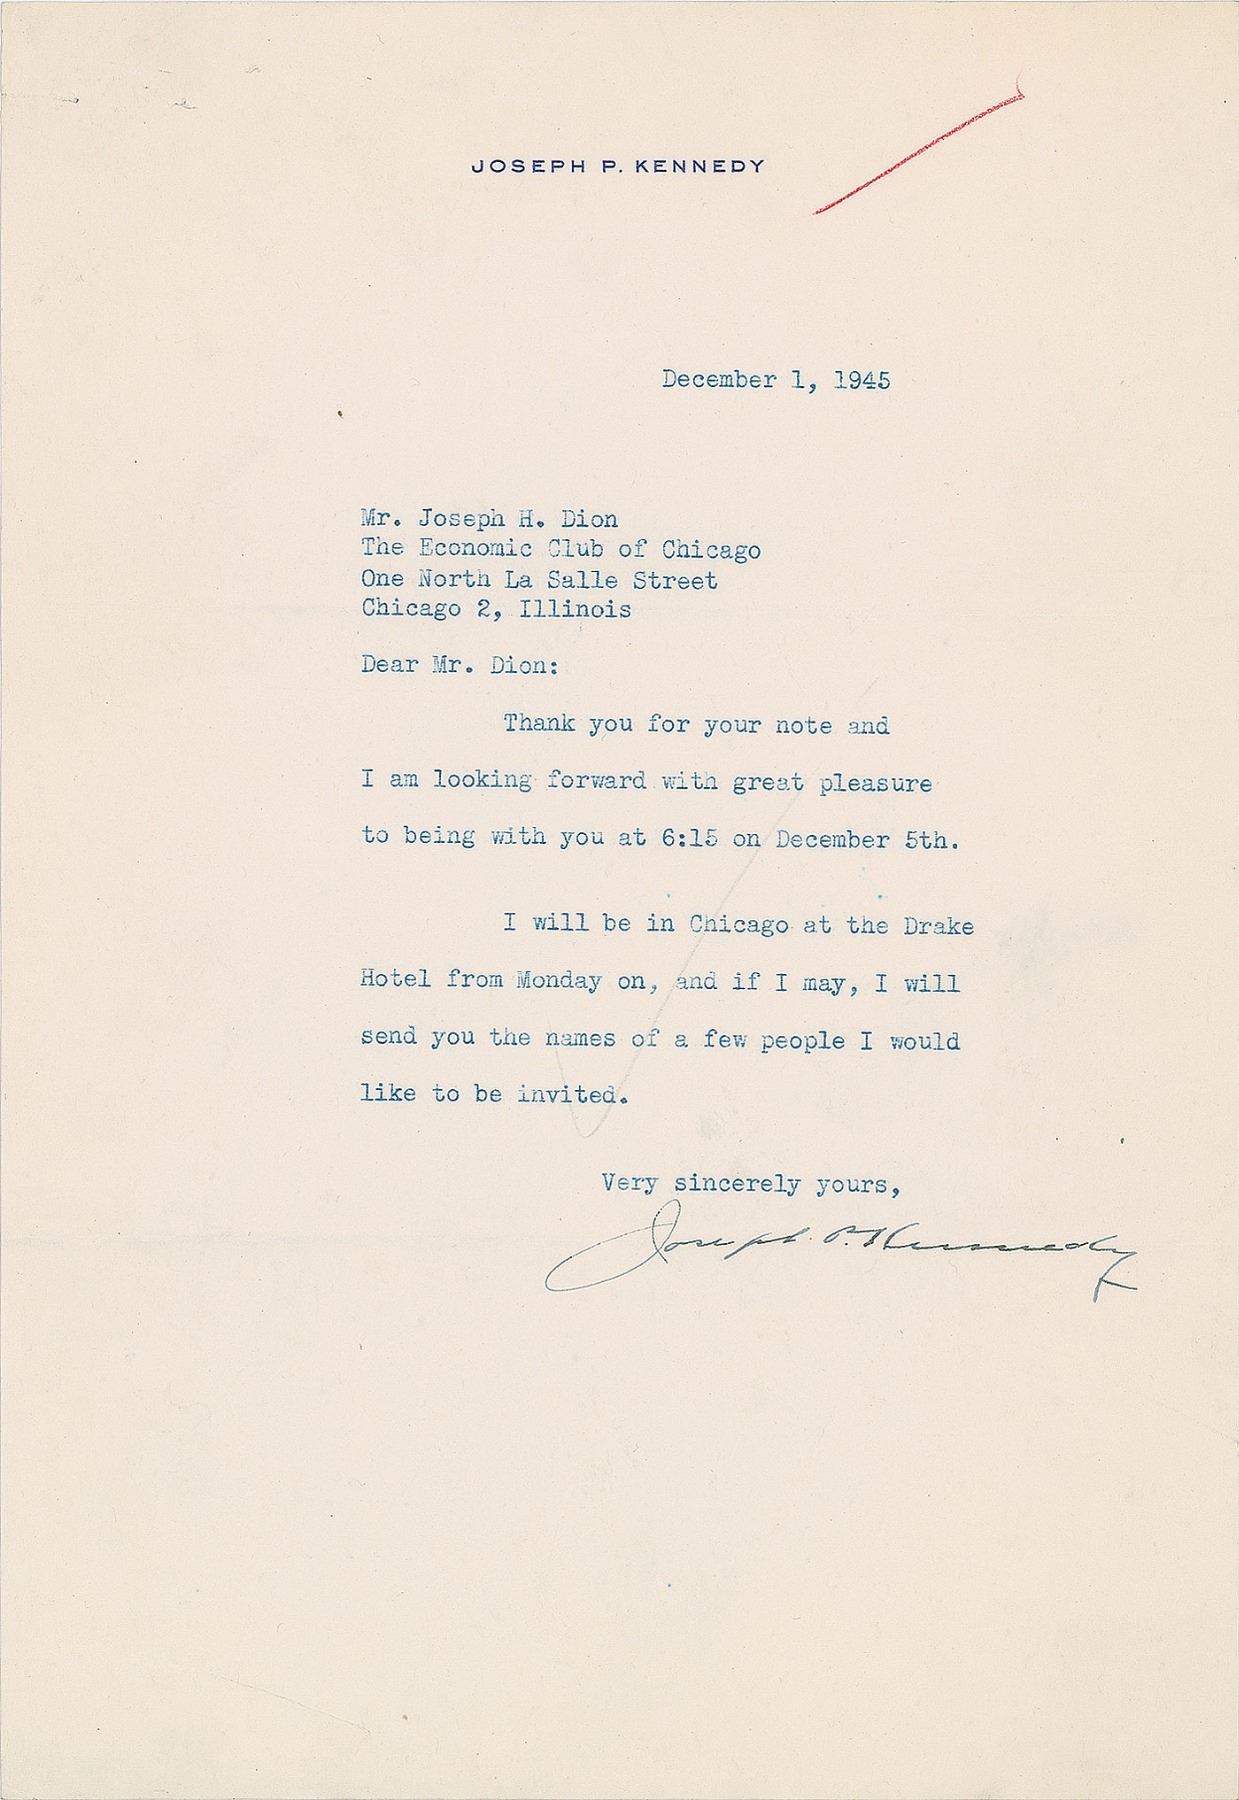 JOSEPH P. KENNEDY
December 1, 1945
Mr. Joseph H. Dion
The Economic Club of Chicago
One North La Salle Street
Chicago 2, Illinois
Dear Mr. Dion:
Thank you for your note and
I am looking forward with great pleasure
to being with you at 6:15 on December 5th.
I will be in Chicago at the Drake
Hotel from Monday on, and if I may, I will
send you the names of a few people I would
like to be invited.
Very sincerely yours,
Joseph P. Kennedy